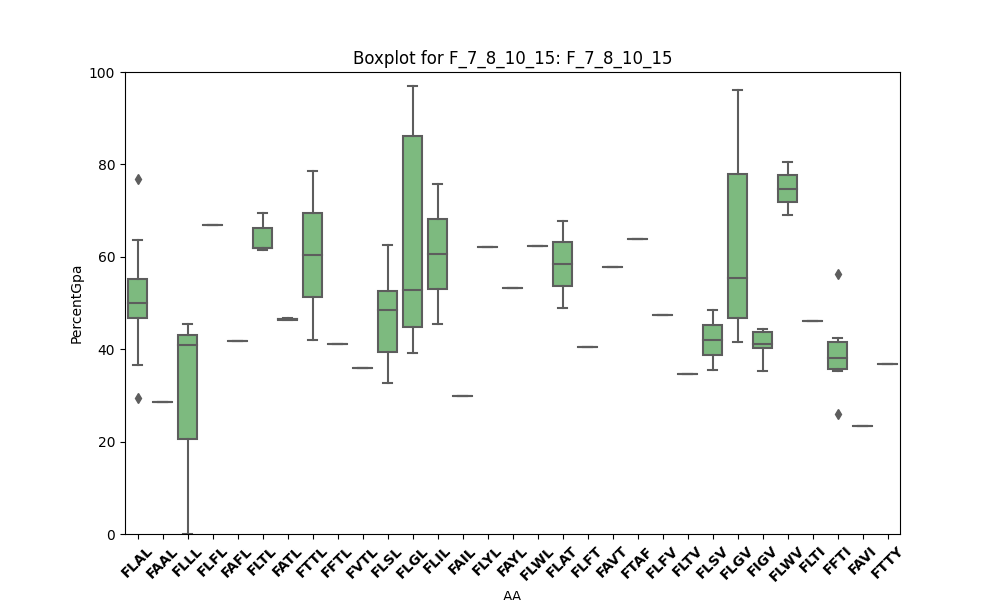 Boxplot for F_7_8_10_15: F_7_8_10_15
100
80
60
40
20
0
PercentGpa
FLAL FAAL FLLL FLFL FAFL FLTL FATL FTTL FFTL FVTL FLSL FLGL FLIL FAIL FLYL FAYL FLWL FLAT FLFT FAVT FTAF FLFV FLTV FLSV FLGV FIGV FLWV FLTI FFTI FAVI FTTY
AA